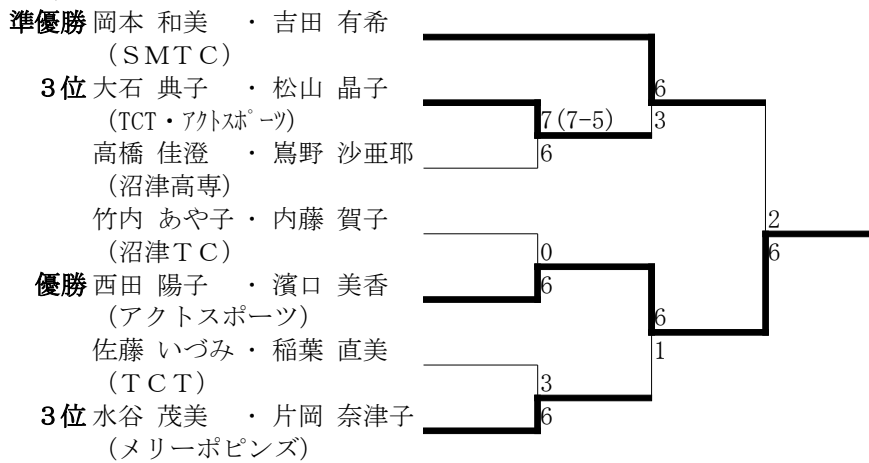 準優勝 岡本 和美 ・ 吉田 有希
（ＳＭＴＣ）
３位 大石 典子 ・ 松山 晶子
6
（TCT・アクトスポーツ）
7(7-5)
3
高橋 佳澄 ・ 嶌野 沙亜耶
6
（沼津高専）
竹内 あや子 ・ 内藤 賀子
2
（沼津ＴＣ）
0
6
優勝 西田 陽子 ・ 濱口 美香
6
（アクトスポーツ）
6
佐藤 いづみ ・ 稲葉 直美
1
（ＴＣＴ）
3
３位 水谷 茂美 ・ 片岡 奈津子
6
（メリーポピンズ）